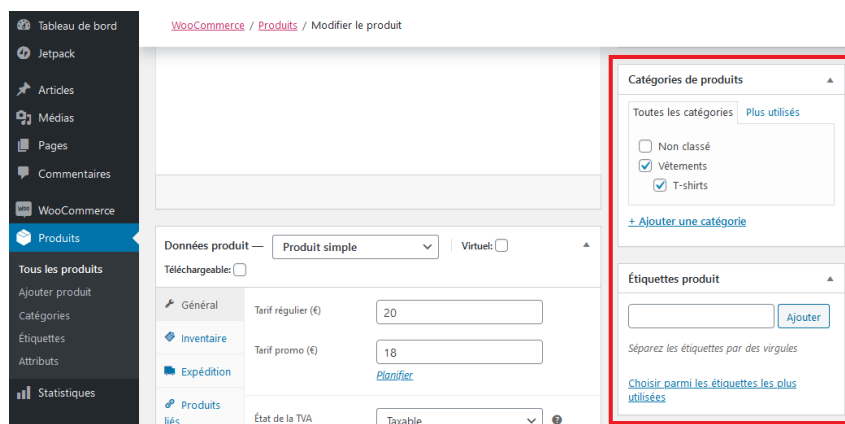 Tableau de bord
Jetpack
Articles
Médias
Pages
Commentaires
WooCommerce
Produits
Tous les produits
Ajouter produit
Catégories
Étiquettes
Attributs
Statistiques
WooCommerce / Produits / Modifier le produit
Données produit — Produit simple Virtuel:
Téléchargeable:
Général
Inventaire
Expédition
Produits
liés
Tarif régulier (€) 20
Tarif promo (€) 18
Planifier
État de la TVA Taxable
Catégories de produits
Toutes les catégories Plus utilisés
Non classé
Vêtements
T-shirts
+ Ajouter une catégorie
Étiquettes produit
Ajouter
Séparez les étiquettes par des virgules
Choisir parmi les étiquettes les plus
utilisées